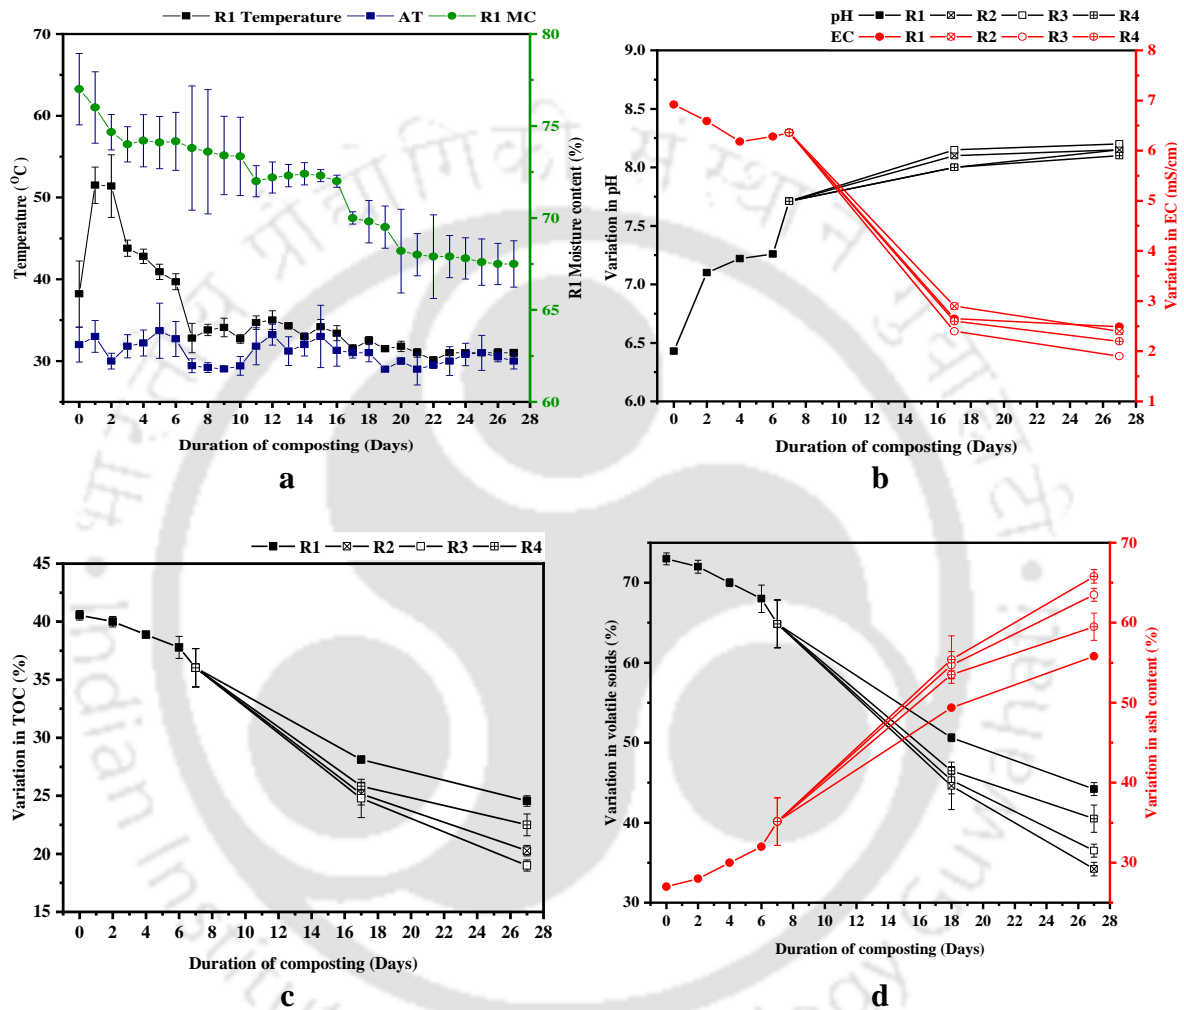 R1 Temperature AT R1 MC
70
60
50
40
30
80
75
70
65
60
Temperature (OC)
R1 Moisture content (%)
0 2 4 6 8 10 12 14 16 18 20 22 24 26 28
Duration of composting (Days)
a
pH R1 R2 R3 R4
EC R1 R2 R3 R4
9.0
8.5
8.0
7.5
7.0
6.5
6.0
8
7
6
5
4
3
2
1
Variation in pH
Variation in EC (mS/cm)
0 2 4 6 8 10 12 14 16 18 20 22 24 26 28
Duration of composting (Days)
b
R1 R2 R3 R4
45
40
35
30
25
20
15
Variation in TOC (%)
0 2 4 6 8 10 12 14 16 18 20 22 24 26 28
Duration of composting (Days)
c
70
60
50
40
30
70
60
50
40
30
Variation in volatile solids (%)
Variation in ash content (%)
0 2 4 6 8 10 12 14 16 18 20 22 24 26 28
Duration of composting (Days)
d
Indian Institu
ogy Guwahati